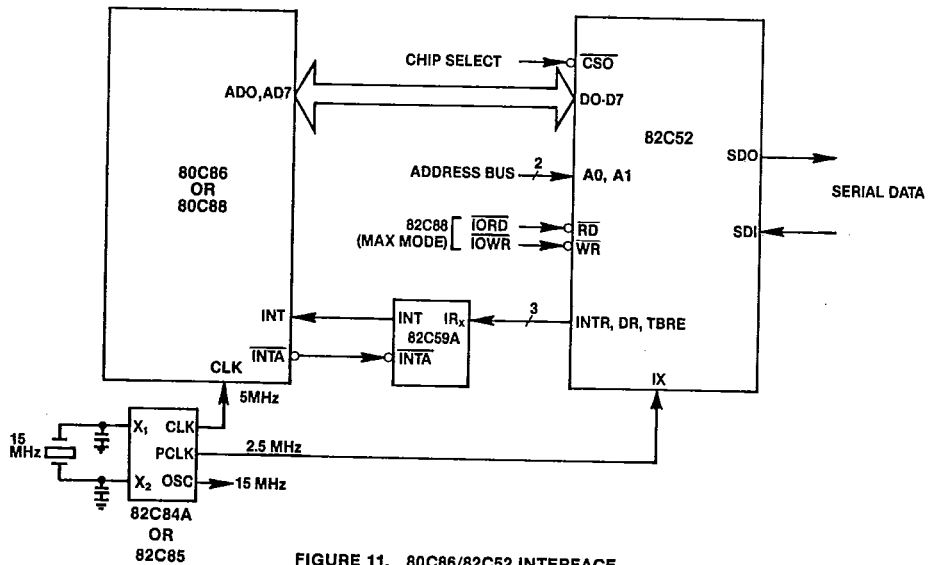 CHIP SELECT
CSO
ADO, AD7
DO-D7
82C52
SDO
80C86
OR
80C88
ADDRESS BUS
2
A0, A1
SERIAL DATA
82C88
(MAX MODE)
IORD
IOWR
RD
WR
SDI
INT
INT
IRx
82C59A
3
INTR, DR, TBRE
INTA
INTA
CLK
5MHz
IX
15
MHz
X1
CLK
PCLK
2.5 MHz
X2
OSC
15 MHz
82C84A
OR
82C85
FIGURE 11. 80C86/82C52 INTERFACE